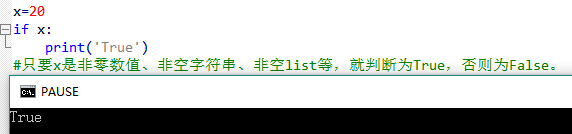 x=20
if x:
    print('True')
#只要x是非零数值、非空字符串、非空list等，就判断为True，否则为False。
C:\. PAUSE
True